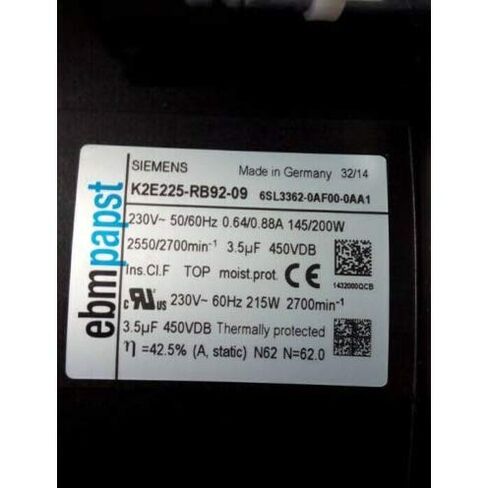 ebmpapst
SIEMENS Made in Germany 32/14
K2E225-RB92-09 6SL3362-0AF00-0AA1
230V~ 50/60Hz 0.64/0.88A 145/200W
2550/2700min⁻¹ 3.5µF 450VDB
Ins.Cl.F TOP moist.prot. CE
1432000QCB
c RU us 230V~ 60Hz 215W 2700min⁻¹
3.5µF 450VDB Thermally protected
η =42.5% (A, static) N62 N=62.0